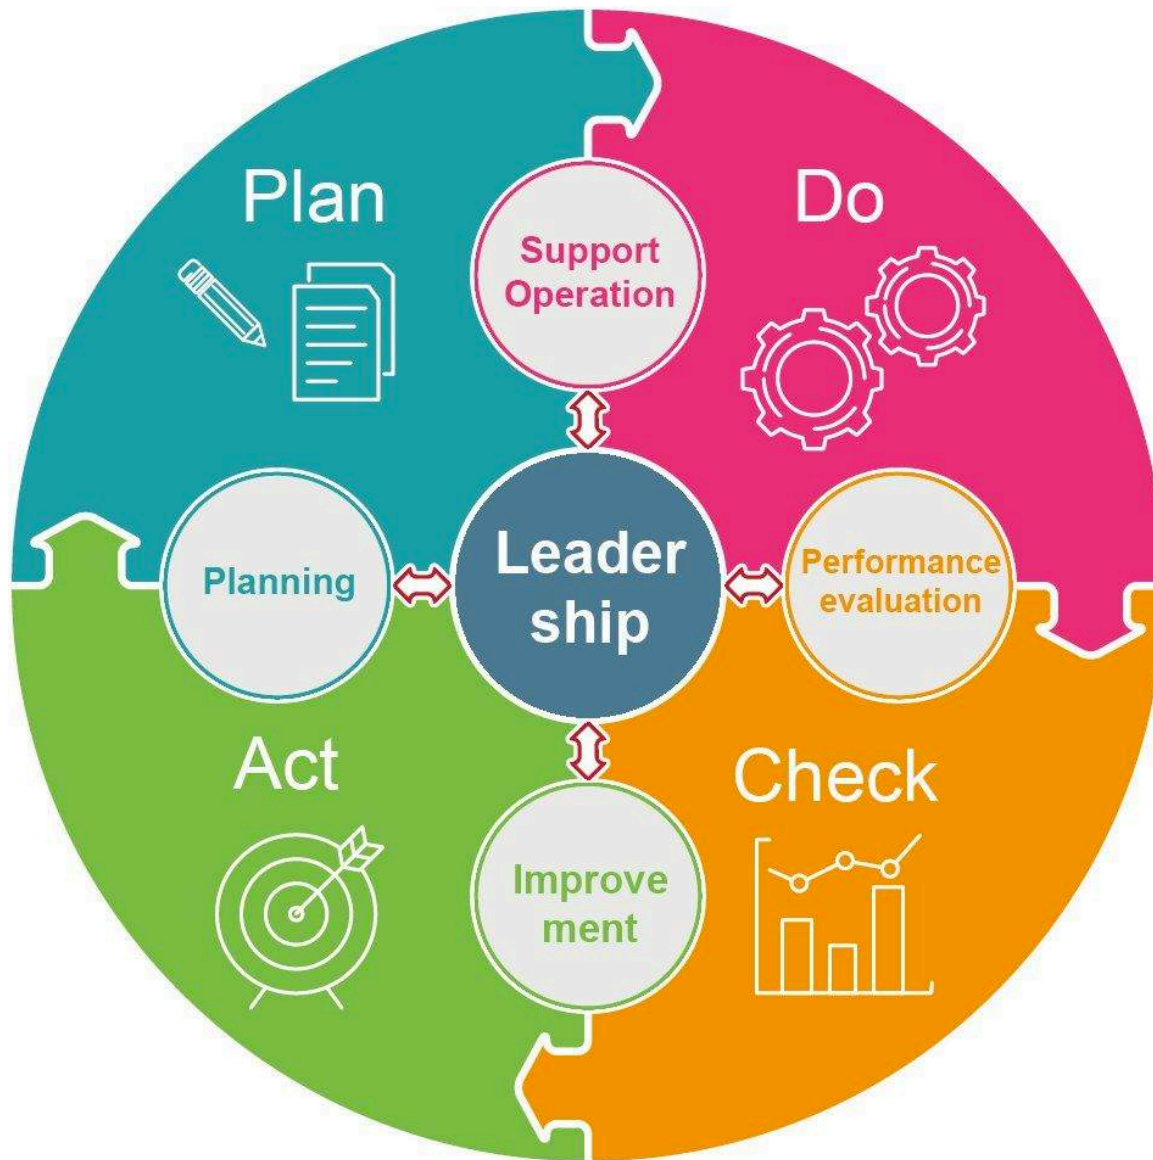 Plan
Do
Support
Operation
Planning
Leader
ship
Performance
evaluation
Act
Check
Improve
ment